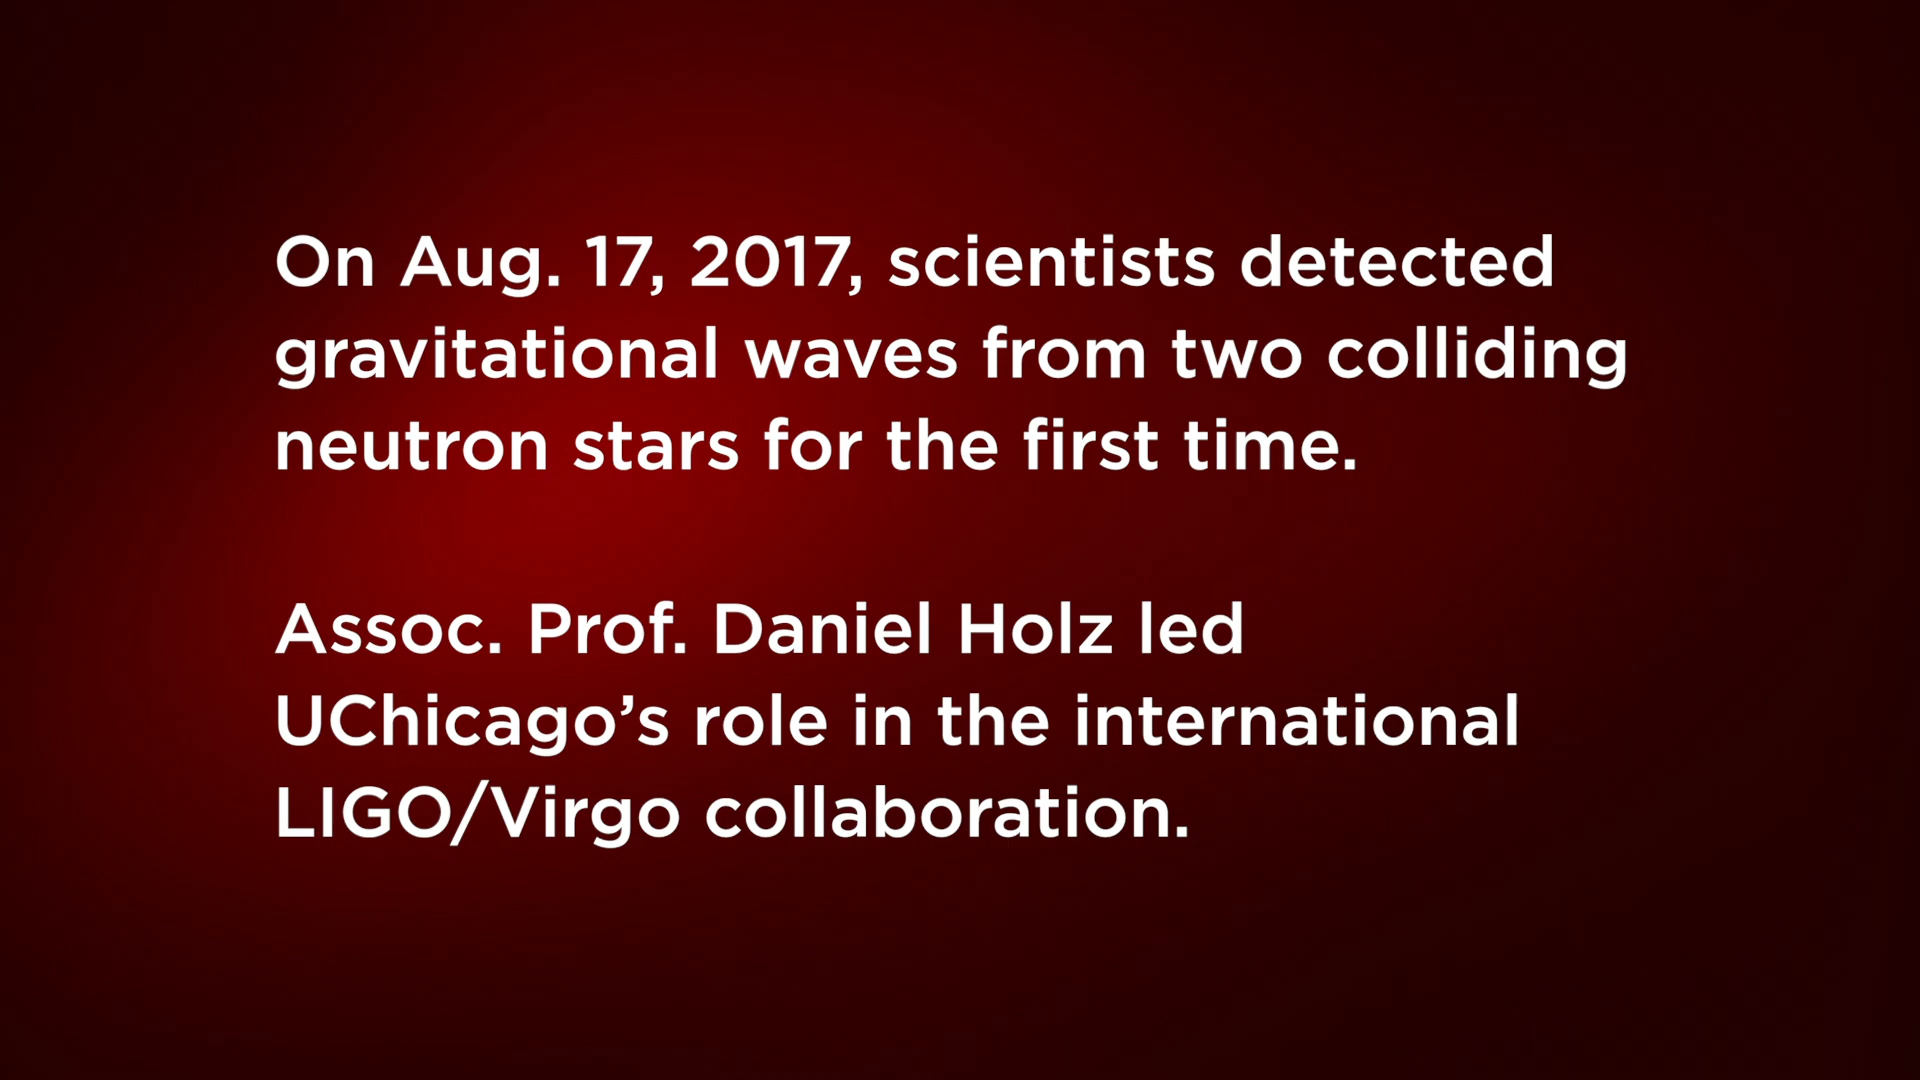 On Aug. 17, 2017, scientists detected
gravitational waves from two colliding
neutron stars for the first time.
Assoc. Prof. Daniel Holz led
UChicago’s role in the international
LIGO/Virgo collaboration.